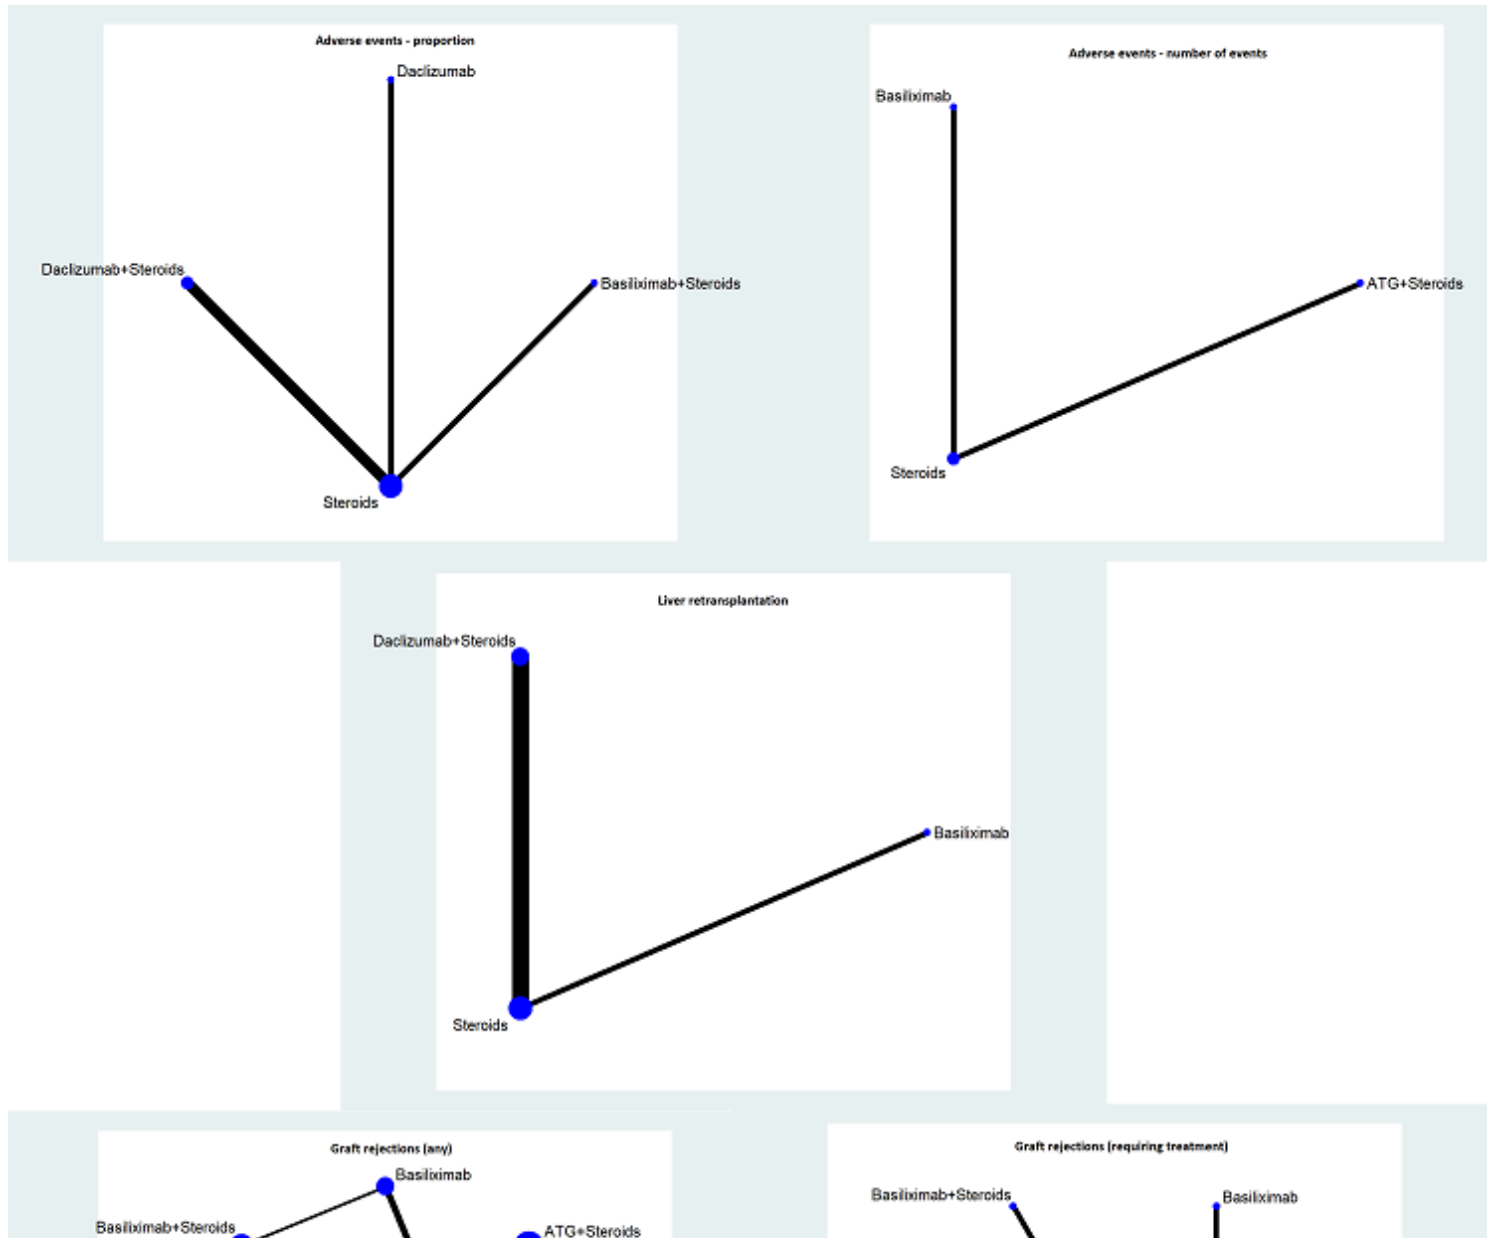 Adverse events - proportion
Daclizumab
Daclizumab+Steroids
Basiliximab+Steroids
Steroids
Adverse events - number of events
Basiliximab
ATG+Steroids
Steroids
Liver retransplantation
Daclizumab+Steroids
Basiliximab
Steroids
Graft rejections (any)
Basiliximab
Basiliximab+Steroids
ATG+Steroids
Graft rejections (requiring treatment)
Basiliximab+Steroids
Basiliximab